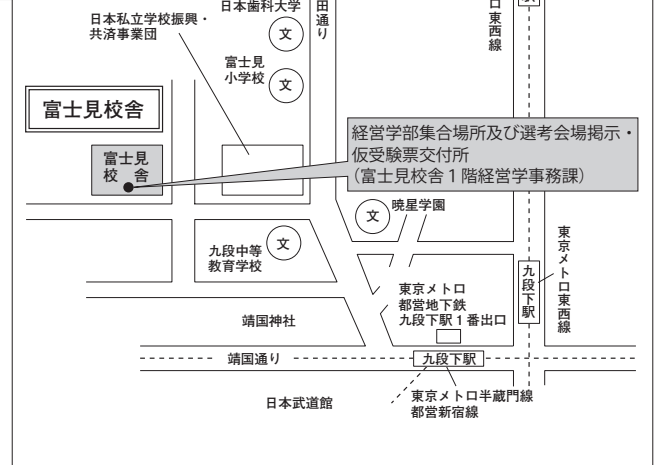 日本歯科大学
日本私立学校振興・
共済事業団
文
田通り
口東西線
富士見
小学校
文
富士見校舎
富士見
校　舎
経営学部集合場所及び選考会場掲示・
仮受験票交付所
(富士見校舎１階経営学事務課)
文
暁星学園
九段中等
教育学校
文
東京メトロ東西線
九段下駅
東京メトロ
都営地下鉄
九段下駅１番出口
靖国神社
靖国通り
九段下駅
日本武道館
東京メトロ半蔵門線
都営新宿線